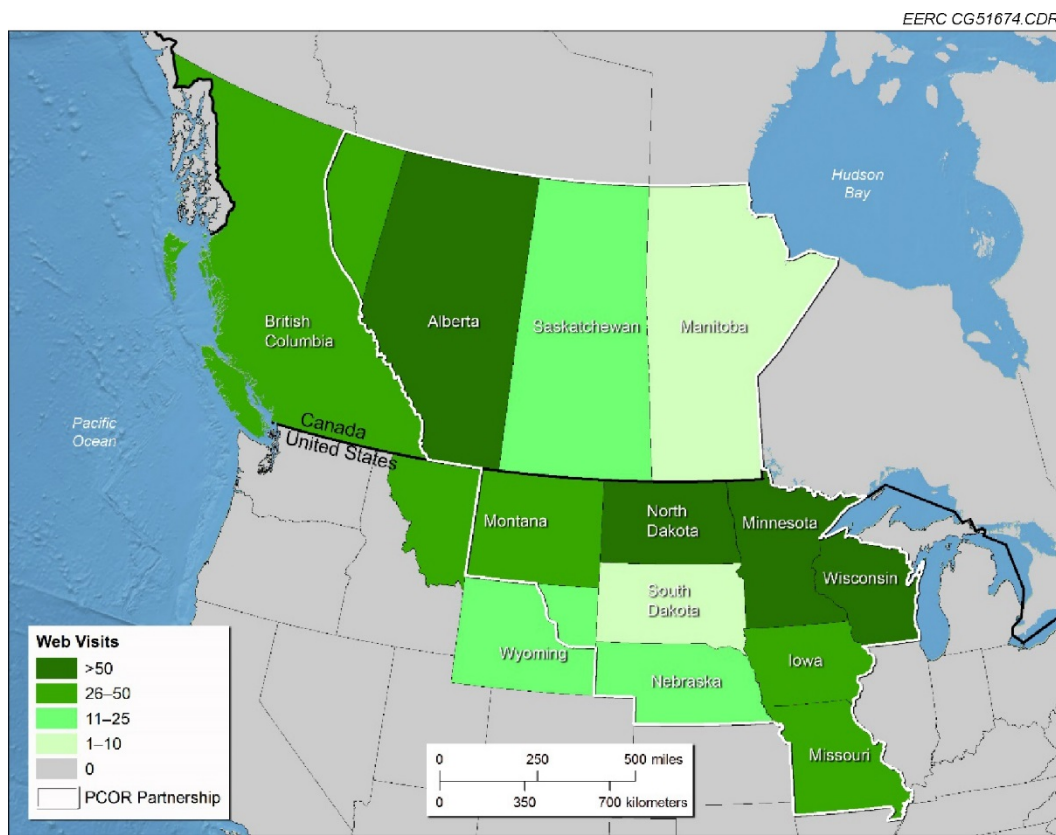 EERC CG51674.CDR
Hudson
Bay
British
Columbia
Alberta
Saskatchewan
Manitoba
Pacific
Ocean
Canada
United States
Montana
North
Dakota
Minnesota
Wisconsin
South
Dakota
Wyoming
Nebraska
Iowa
Missouri
Web Visits
>50
26–50
11–25
1–10
0
PCOR Partnership
0 250 500 miles
0 350 700 kilometers